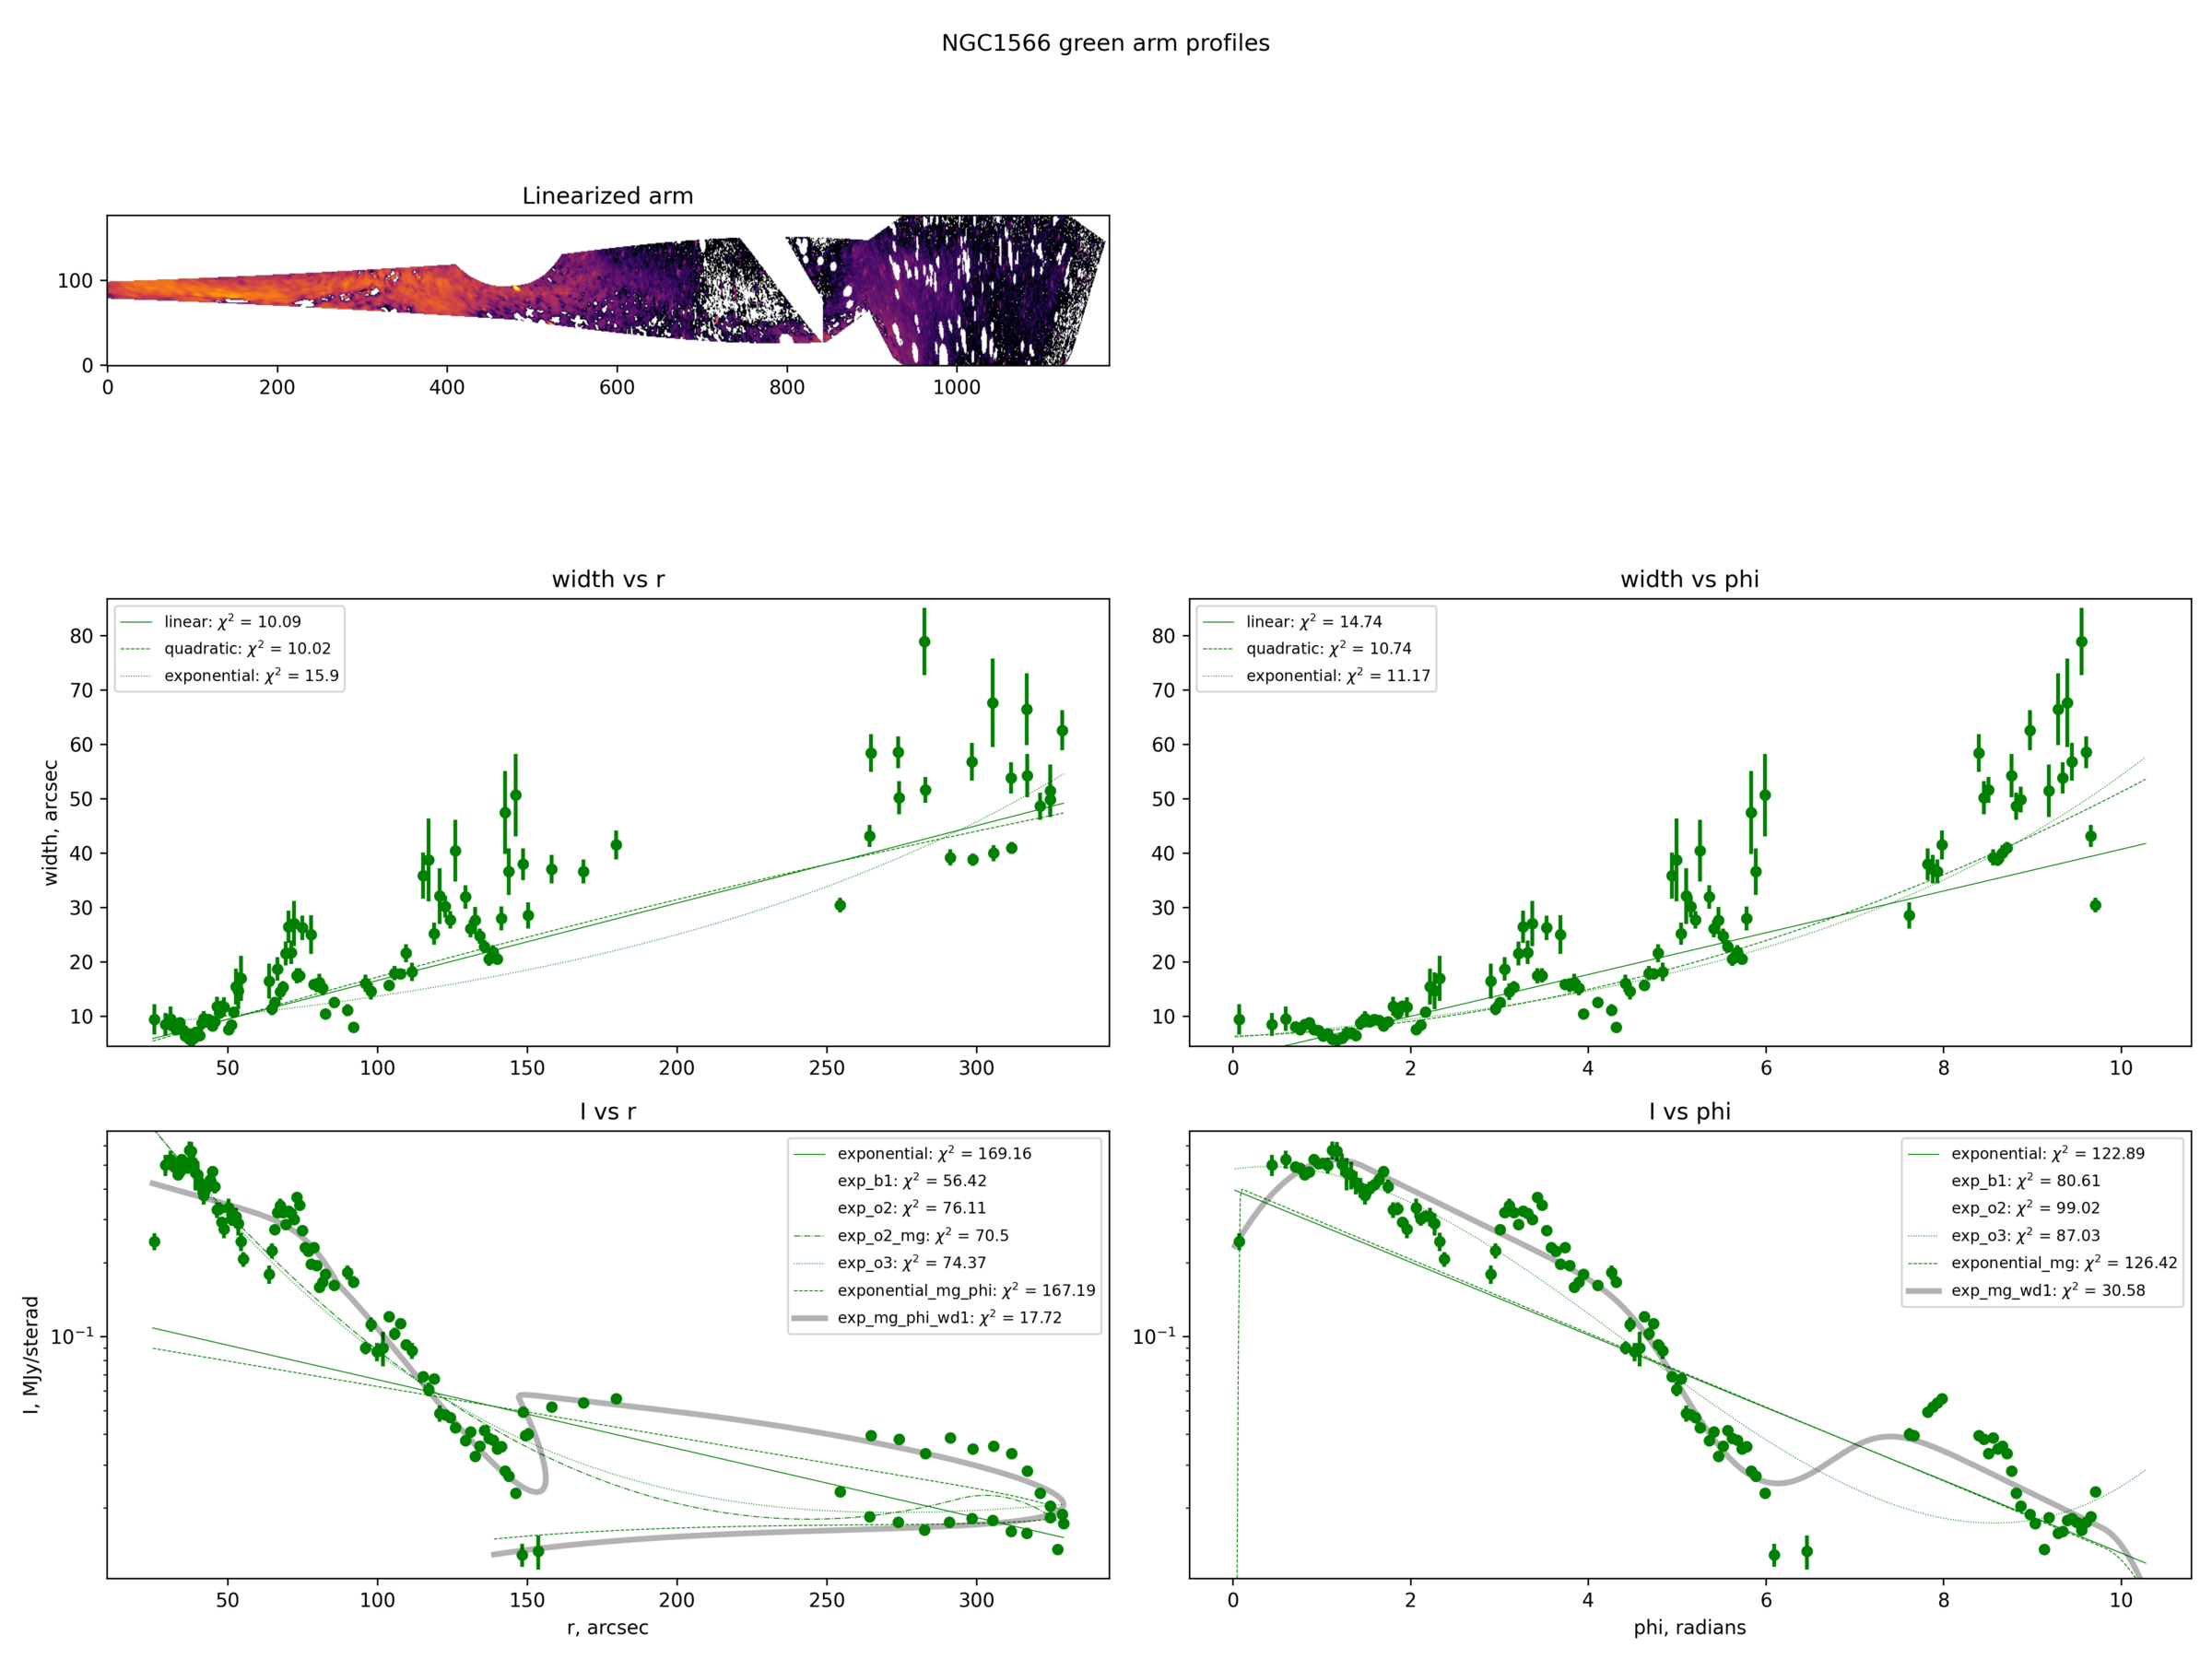 NGC1566 green arm profiles
Linearized arm
100
0
0 200 400 600 800 1000
width vs r
width, arcsec
80
70
60
50
40
30
20
10
linear: χ² = 10.09
quadratic: χ² = 10.02
exponential: χ² = 15.9
50 100 150 200 250 300
width vs phi
80
70
60
50
40
30
20
10
linear: χ² = 14.74
quadratic: χ² = 10.74
exponential: χ² = 11.17
0 2 4 6 8 10
I vs r
I, MJy/sterad
10⁻¹
exponential: χ² = 169.16
exp_b1: χ² = 56.42
exp_o2: χ² = 76.11
exp_o2_mg: χ² = 70.5
exp_o3: χ² = 74.37
exponential_mg_phi: χ² = 167.19
exp_mg_phi_wd1: χ² = 17.72
50 100 150 200 250 300
r, arcsec
I vs phi
10⁻¹
exponential: χ² = 122.89
exp_b1: χ² = 80.61
exp_o2: χ² = 99.02
exp_o3: χ² = 87.03
exponential_mg: χ² = 126.42
exp_mg_wd1: χ² = 30.58
0 2 4 6 8 10
phi, radians